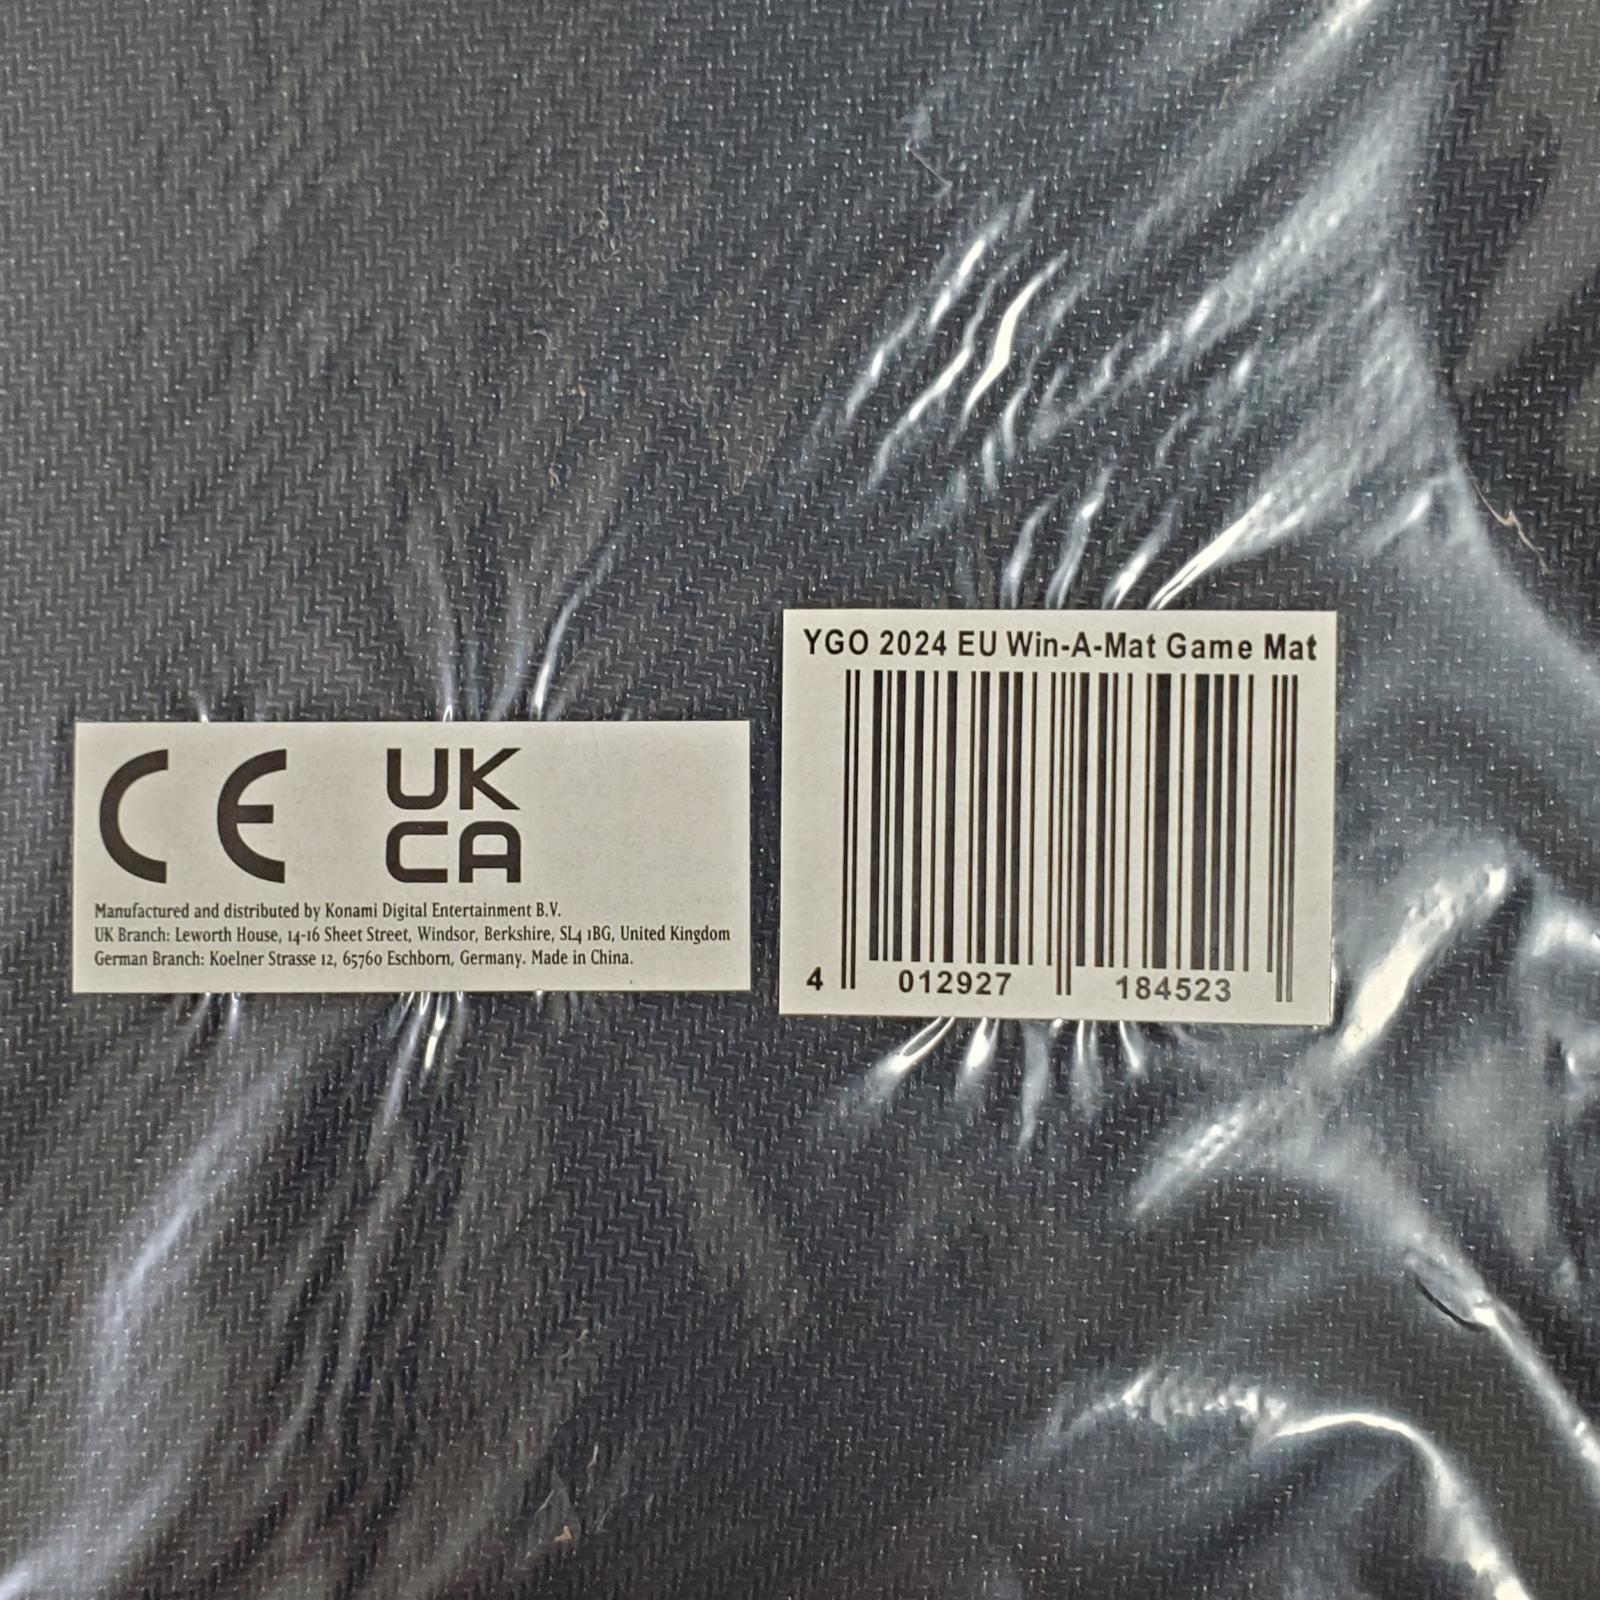 CE
UK
CA
Manufactured and distributed by Konami Digital Entertainment B.V.
UK Branch: Leworth House, 14-16 Sheet Street, Windsor, Berkshire, SL4 1BG, United Kingdom
German Branch: Koelner Strasse 12, 65760 Eschborn, Germany. Made in China.
YGO 2024 EU Win-A-Mat Game Mat
4 012927 184523